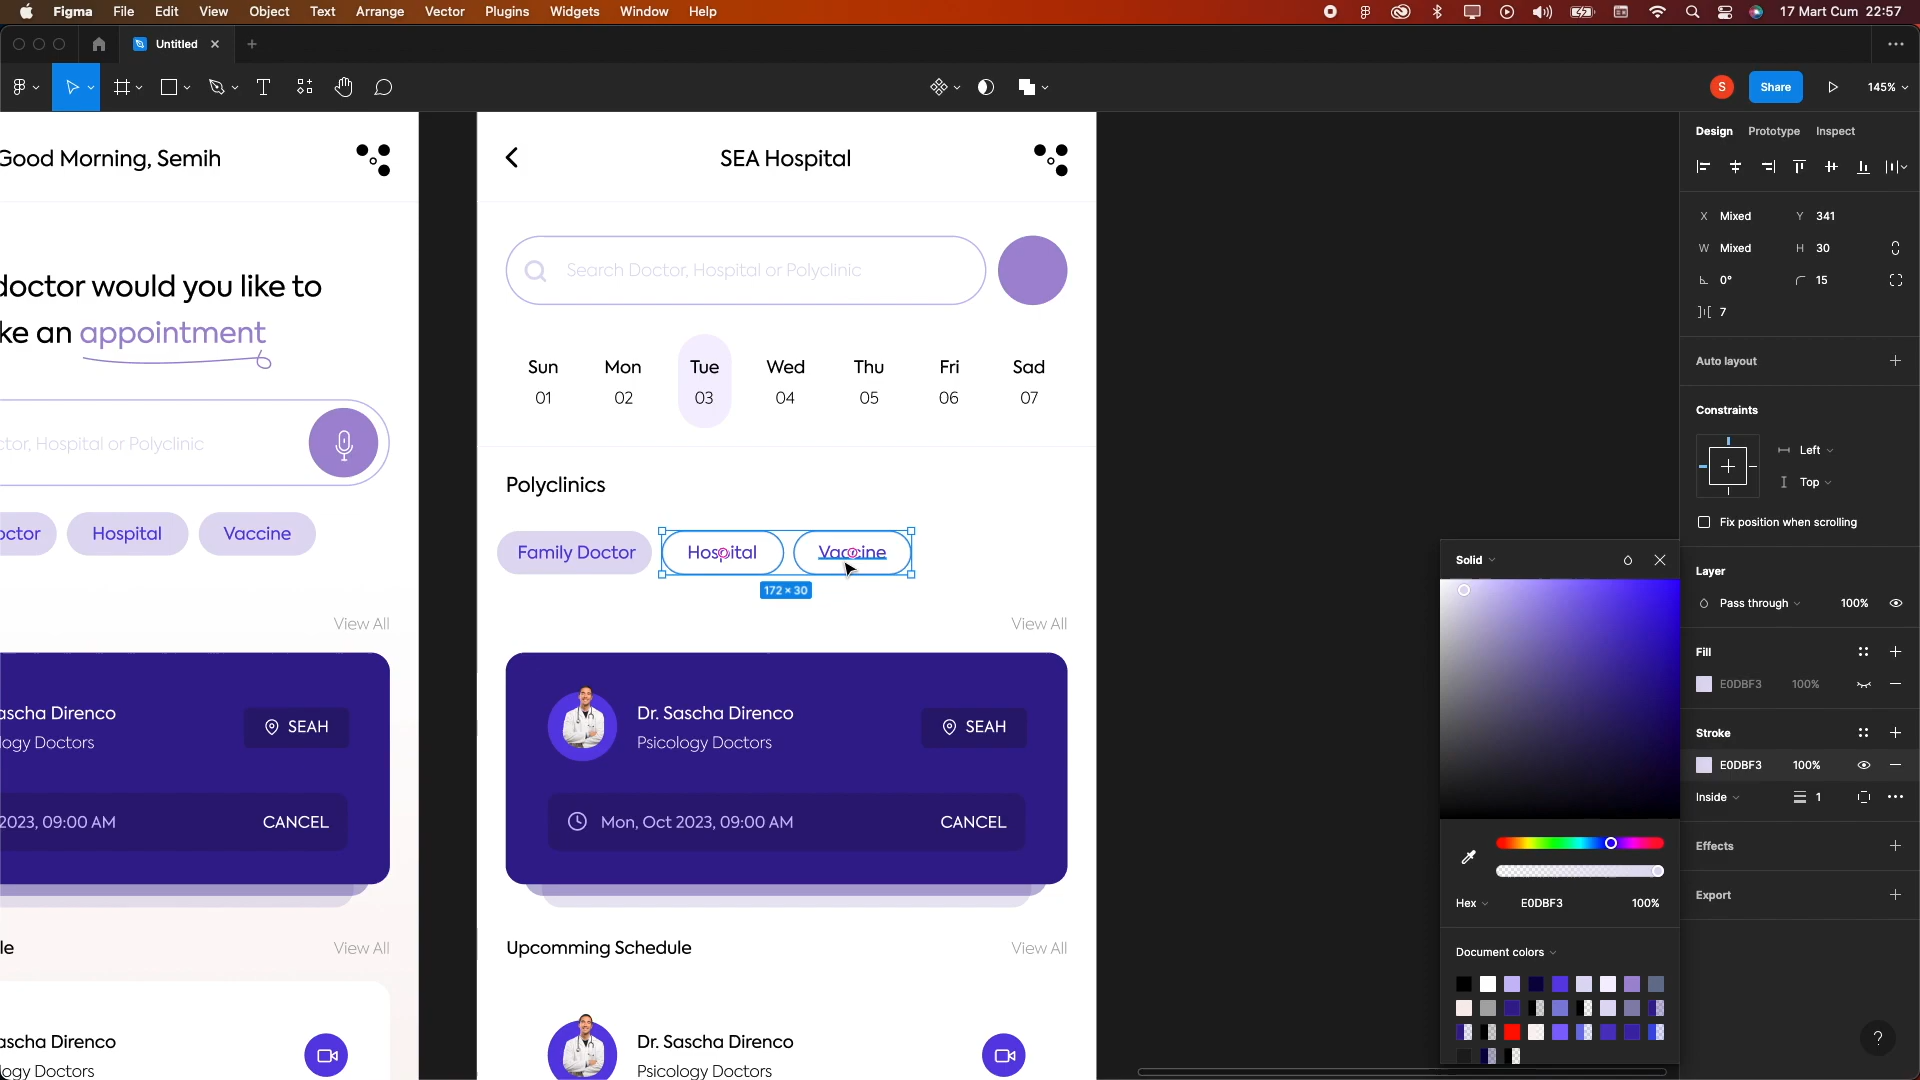 Figma File Edit View Object Text Arrange Vector Plugins Widgets Window Help
17 Mart Cum 22:57
Untitled
S Share 145%
Design Prototype Inspect
X Mixed Y 341
W Mixed H 30
0° 15
7
Auto layout
Constraints
Left
Top
Fix position when scrolling
Layer
Pass through 100%
Fill
E0DBF3 100%
Stroke
E0DBF3 100%
Inside 1
Effects
Export
?
Solid
Hex E0DBF3 100%
Document colors
Good Morning, Semih
doctor would you like to
ke an appointment
ctor, Hospital or Polyclinic
octor Hospital Vaccine
View All
ascha Direnco
ology Doctors
SEAH
2023, 09:00 AM CANCEL
le View All
ascha Direnco
ogy Doctors
SEA Hospital
Search Doctor, Hospital or Polyclinic
Sun Mon Tue Wed Thu Fri Sad
01 02 03 04 05 06 07
Polyclinics
Family Doctor Hospital Vaccine
172 × 30
View All
Dr. Sascha Direnco
Psicology Doctors
SEAH
Mon, Oct 2023, 09:00 AM CANCEL
Upcomming Schedule View All
Dr. Sascha Direnco
Psicology Doctors